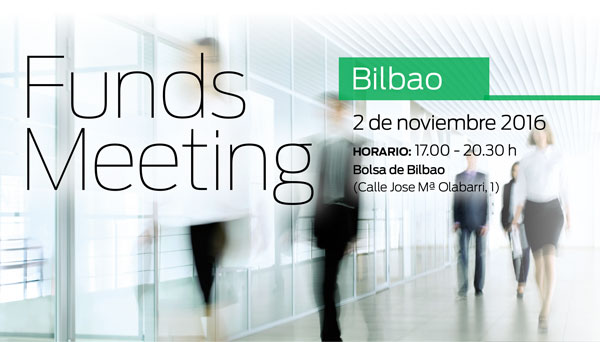 Funds
Meeting
Bilbao
2 de noviembre 2016
HORARIO: 17.00 - 20.30 h
Bolsa de Bilbao
(Calle Jose Mª Olabarri, 1)